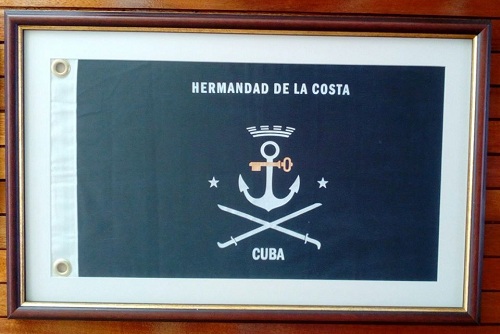 HERMANDAD DE LA COSTA
CUBA